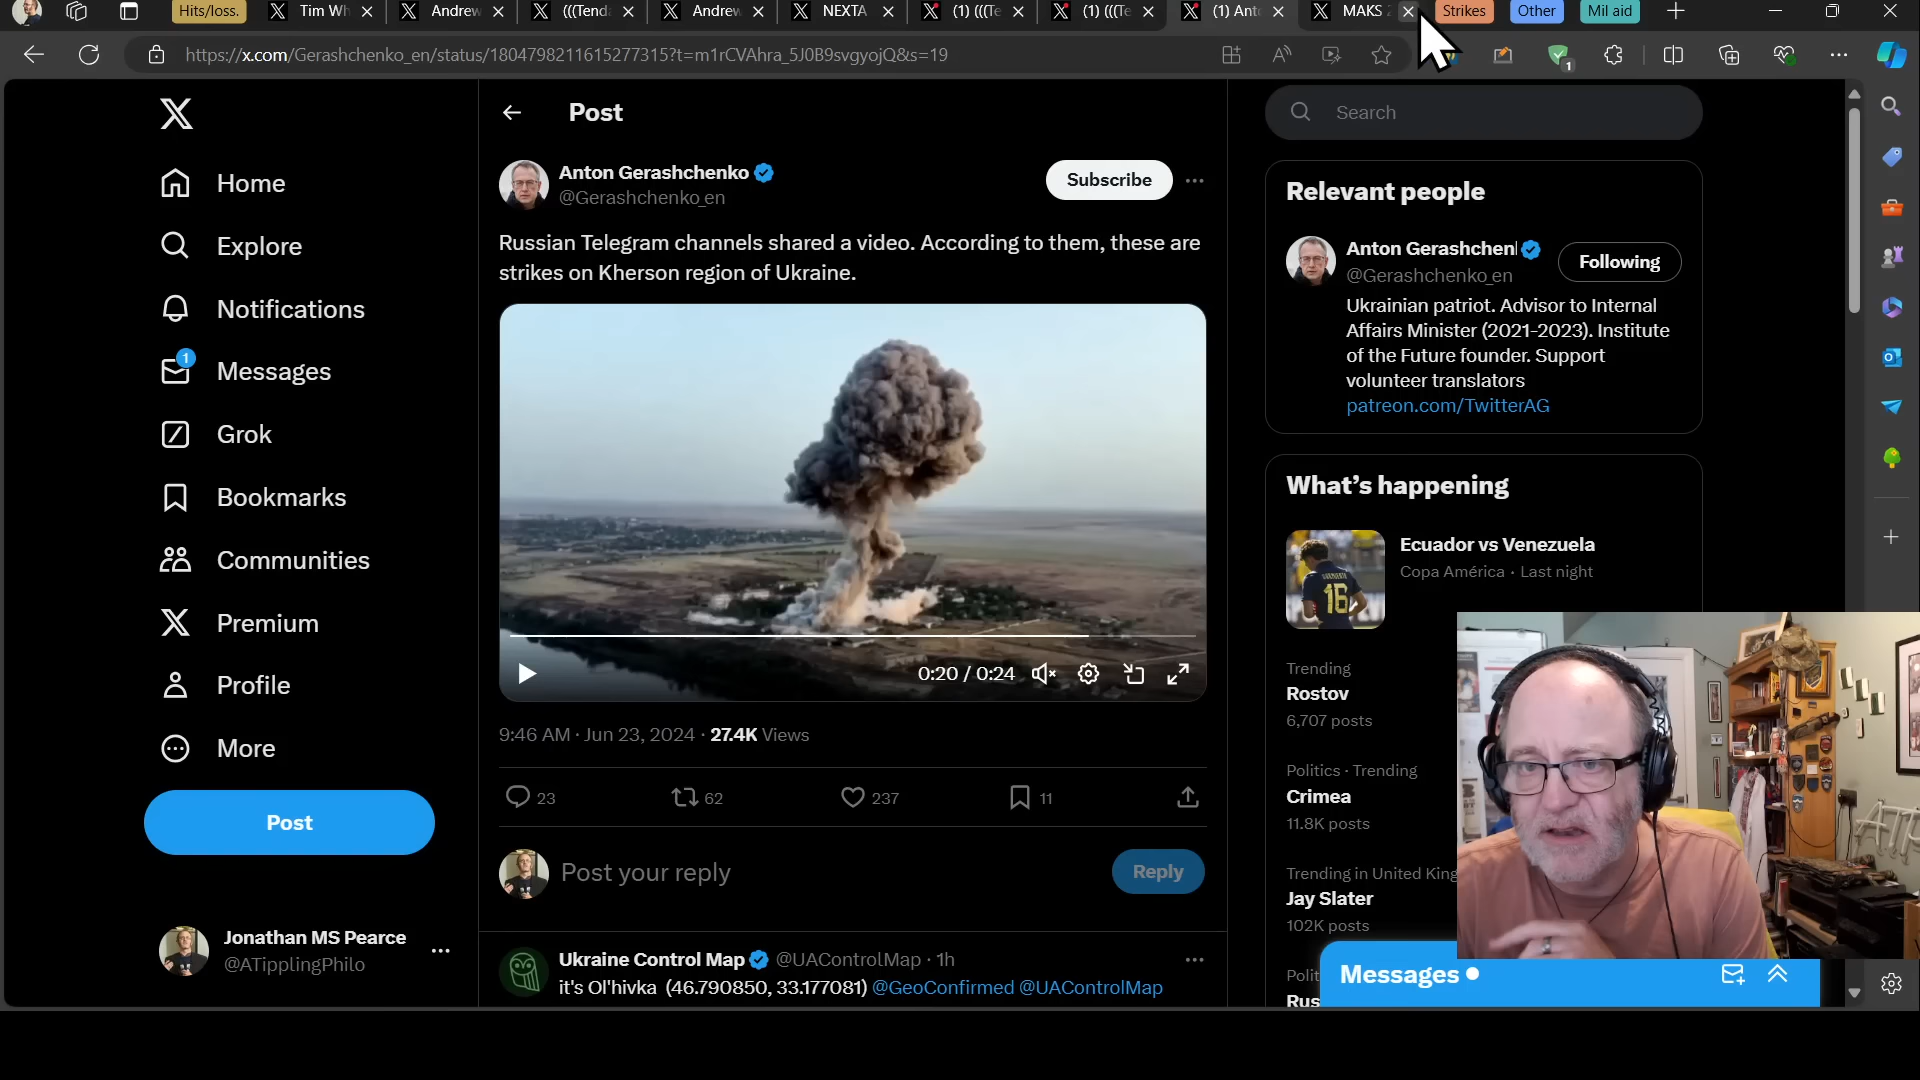 Hits/loss.
Tim Wh
Andrew
(((Tenda
Andrew
NEXTA
(1) (((Te
(1) (((Te
(1) Anto
MAKS 2
Strikes
Other
Mil aid
https://x.com/Gerashchenko_en/status/1804798211615277315?t=m1rCVAhra_5J0B9svgyojQ&s=19
1
Home
Explore
Notifications
1
Messages
Grok
Bookmarks
Communities
Premium
Profile
More
Post
Jonathan MS Pearce
@ATipplingPhilo
Post
Anton Gerashchenko
@Gerashchenko_en
Subscribe
Russian Telegram channels shared a video. According to them, these are
strikes on Kherson region of Ukraine.
0:20 / 0:24
9:46 AM · Jun 23, 2024 · 27.4K Views
23
62
237
11
Post your reply
Reply
Ukraine Control Map @UAControlMap · 1h
it's Ol'hivka (46.790850, 33.177081) @GeoConfirmed @UAControlMap
Search
Relevant people
Anton Gerashchenl
@Gerashchenko_en
Following
Ukrainian patriot. Advisor to Internal
Affairs Minister (2021-2023). Institute
of the Future founder. Support
volunteer translators
patreon.com/TwitterAG
What's happening
Ecuador vs Venezuela
Copa América · Last night
Trending
Rostov
6,707 posts
Politics · Trending
Crimea
11.8K posts
Trending in United King
Jay Slater
102K posts
Polit
Rus
Messages